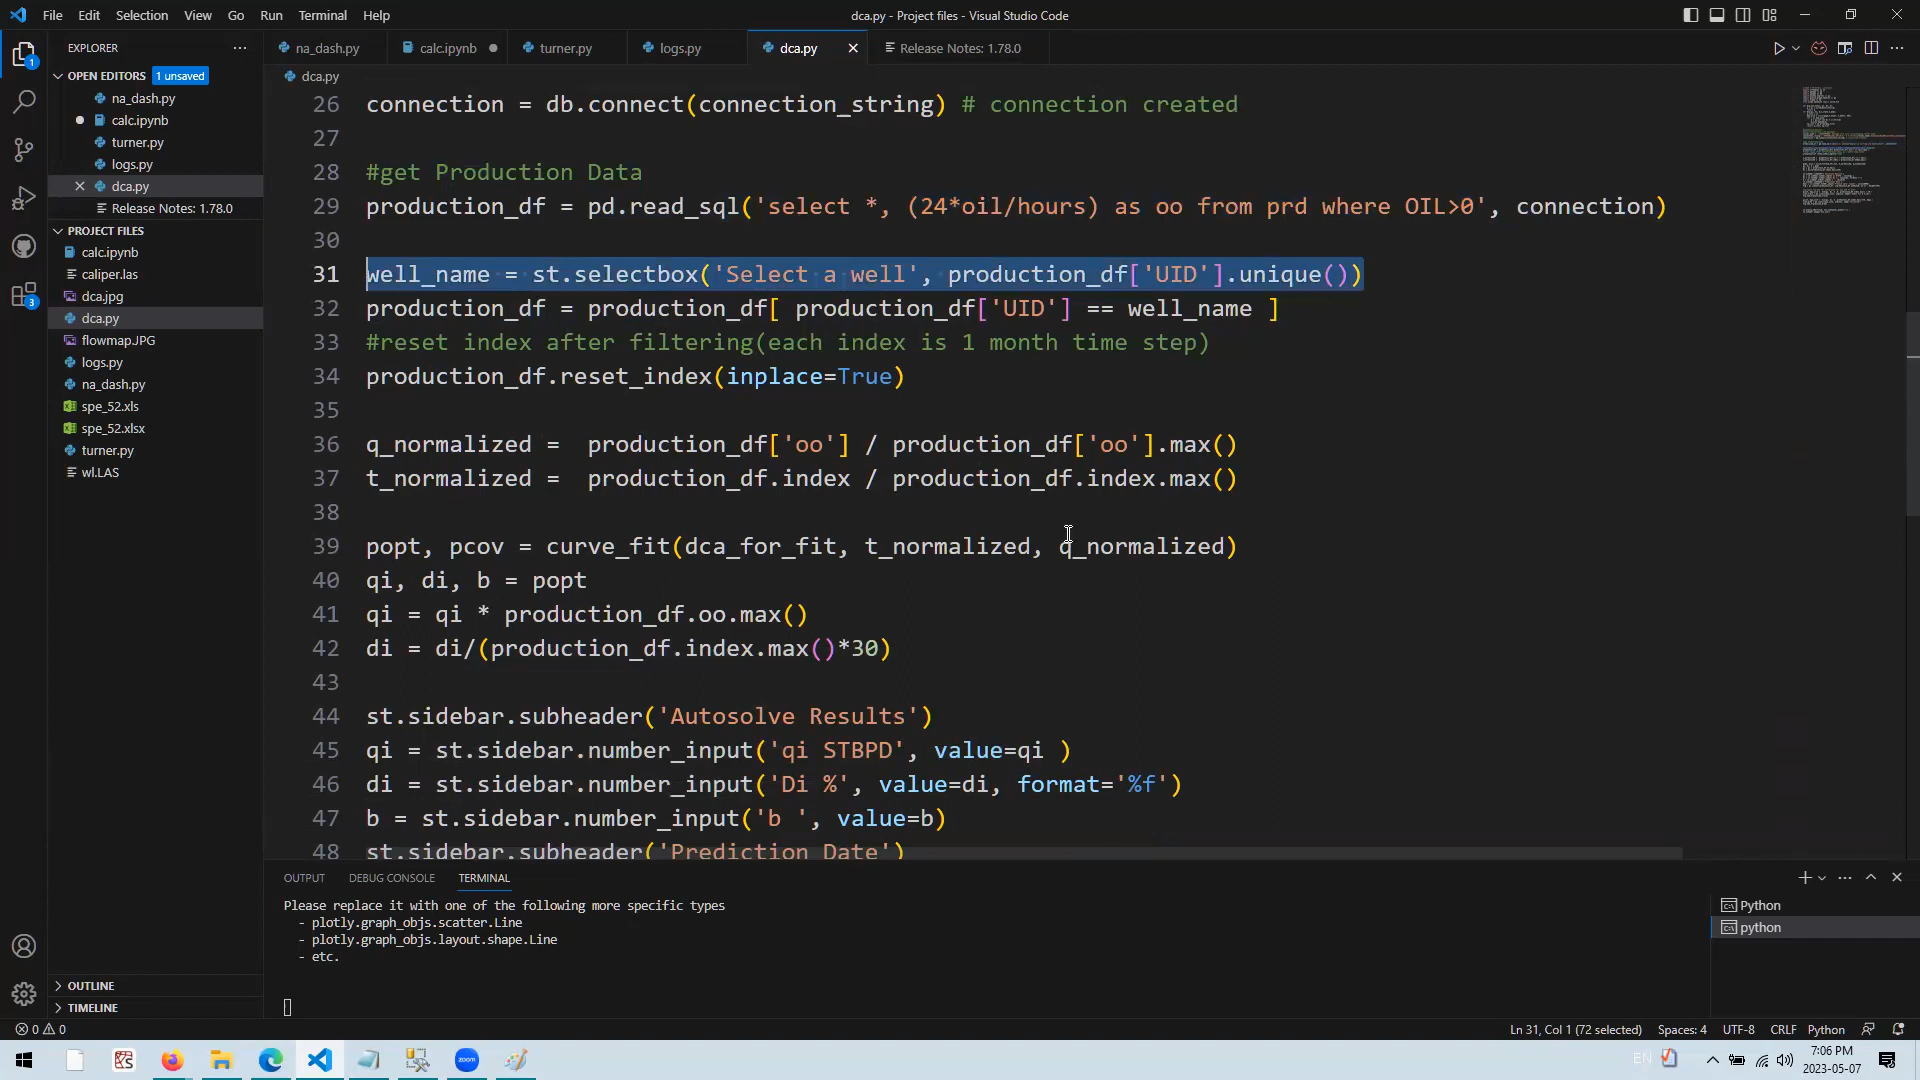 File Edit Selection View Go Run Terminal Help
dca.py - Project files - Visual Studio Code
EXPLORER
na_dash.py calc.ipynb turner.py logs.py dca.py Release Notes: 1.78.0
OPEN EDITORS 1 unsaved
na_dash.py
calc.ipynb
turner.py
logs.py
dca.py
Release Notes: 1.78.0
PROJECT FILES
calc.ipynb
caliper.las
dca.jpg
dca.py
flowmap.JPG
logs.py
na_dash.py
spe_52.xls
spe_52.xlsx
turner.py
wl.LAS
OUTLINE
TIMELINE
1
3
dca.py
26 connection = db.connect(connection_string) # connection created
27
28 #get Production Data
29 production_df = pd.read_sql('select *, (24*oil/hours) as oo from prd where OIL>0', connection)
30
31 well_name = st.selectbox('Select a well', production_df['UID'].unique())
32 production_df = production_df[ production_df['UID'] == well_name ]
33 #reset index after filtering(each index is 1 month time step)
34 production_df.reset_index(inplace=True)
35
36 q_normalized =  production_df['oo'] / production_df['oo'].max()
37 t_normalized =  production_df.index / production_df.index.max()
38
39 popt, pcov = curve_fit(dca_for_fit, t_normalized, q_normalized)
40 qi, di, b = popt
41 qi = qi * production_df.oo.max()
42 di = di/(production_df.index.max()*30)
43
44 st.sidebar.subheader('Autosolve Results')
45 qi = st.sidebar.number_input('qi STBPD', value=qi )
46 di = st.sidebar.number_input('Di %', value=di, format='%f')
47 b = st.sidebar.number_input('b ', value=b)
48 st.sidebar.subheader('Prediction Date')
OUTPUT DEBUG CONSOLE TERMINAL
Please replace it with one of the following more specific types
- plotly.graph_objs.scatter.Line
- plotly.graph_objs.layout.shape.Line
- etc.
Python
python
0 0
Ln 31, Col 1 (72 selected) Spaces: 4 UTF-8 CRLF Python
zoom
EN
7:06 PM
2023-05-07